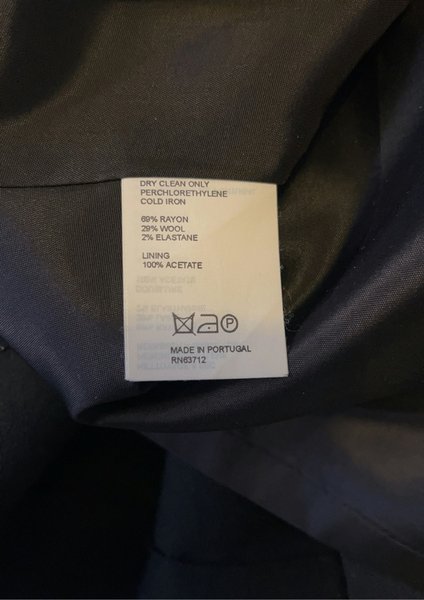 DRY CLEAN ONLY
PERCHLORETHYLENE
COLD IRON
69% RAYON
29% WOOL
2% ELASTANE
LINING
100% ACETATE
P
MADE IN PORTUGAL
RN63712